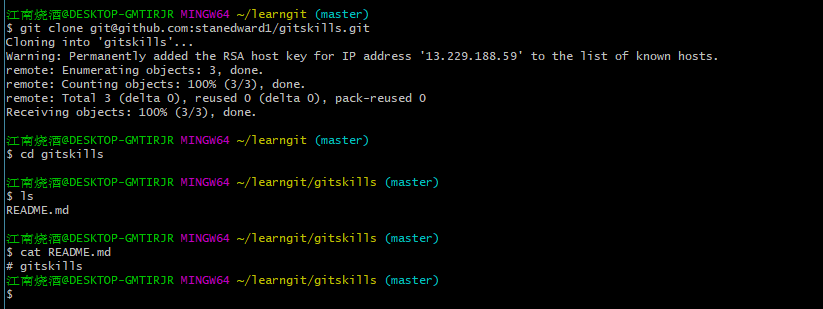 江南烧酒@DESKTOP-GMTIRJR MINGW64 ~/learngit (master)
$ git clone git@github.com:stanedward1/gitskills.git
Cloning into 'gitskills'...
Warning: Permanently added the RSA host key for IP address '13.229.188.59' to the list of known hosts.
remote: Enumerating objects: 3, done.
remote: Counting objects: 100% (3/3), done.
remote: Total 3 (delta 0), reused 0 (delta 0), pack-reused 0
Receiving objects: 100% (3/3), done.
江南烧酒@DESKTOP-GMTIRJR MINGW64 ~/learngit (master)
$ cd gitskills
江南烧酒@DESKTOP-GMTIRJR MINGW64 ~/learngit/gitskills (master)
$ ls
README.md
江南烧酒@DESKTOP-GMTIRJR MINGW64 ~/learngit/gitskills (master)
$ cat README.md
# gitskills
江南烧酒@DESKTOP-GMTIRJR MINGW64 ~/learngit/gitskills (master)
$